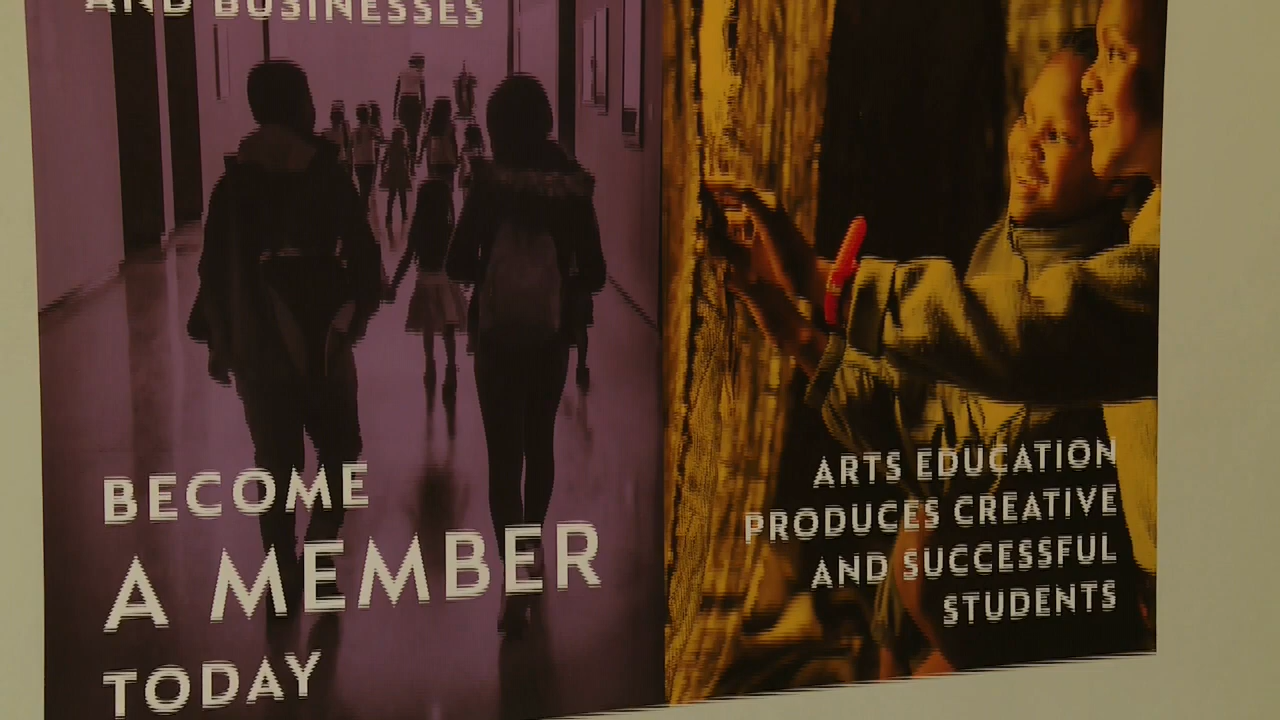 AND BUSINESSES
BECOME
A MEMBER
TODAY
ARTS EDUCATION
PRODUCES CREATIVE
AND SUCCESSFUL
STUDENTS